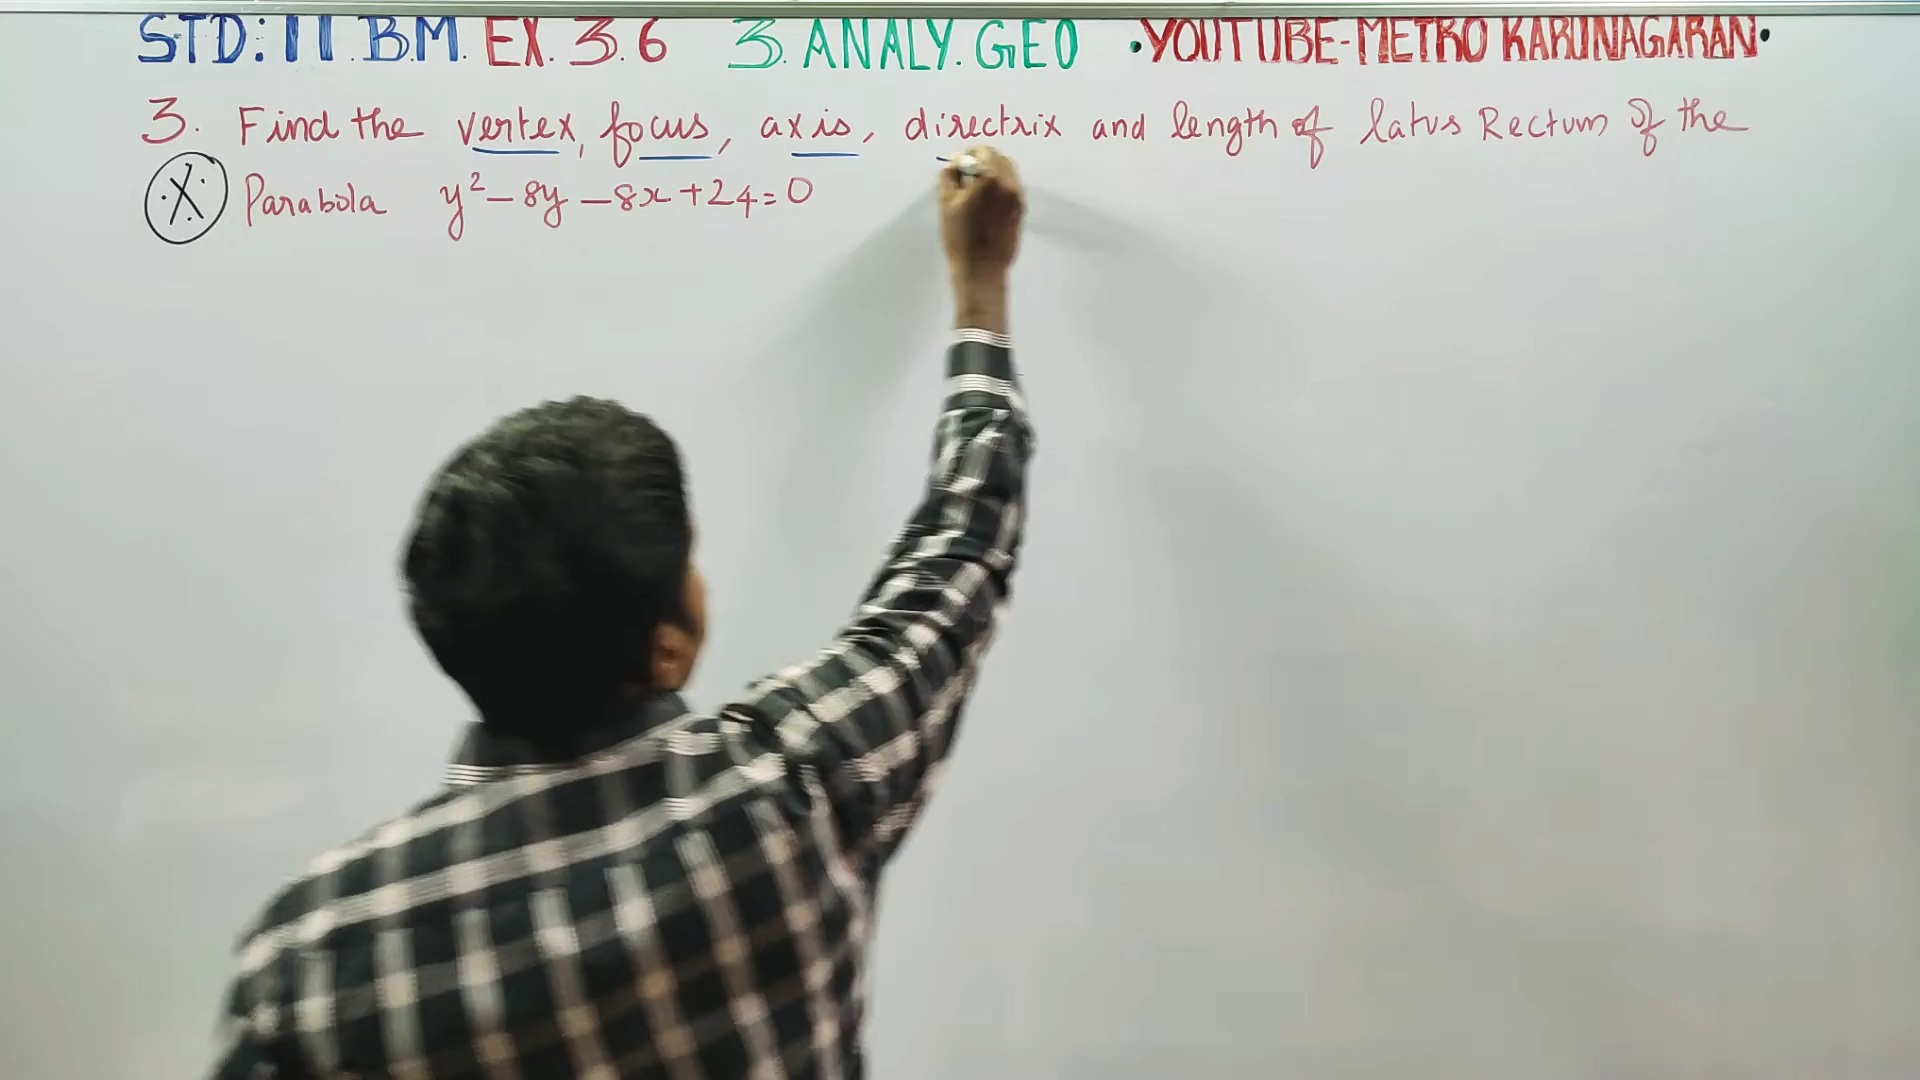 STD: 11. B.M. EX. 3.6 3. ANALY. GEO •YOUTUBE-METRO KARUNAGARAN•
3. Find the vertex, focus, axis, directrix and length of latus Rectum of the
Parabola y² – 8y – 8x + 24 = 0